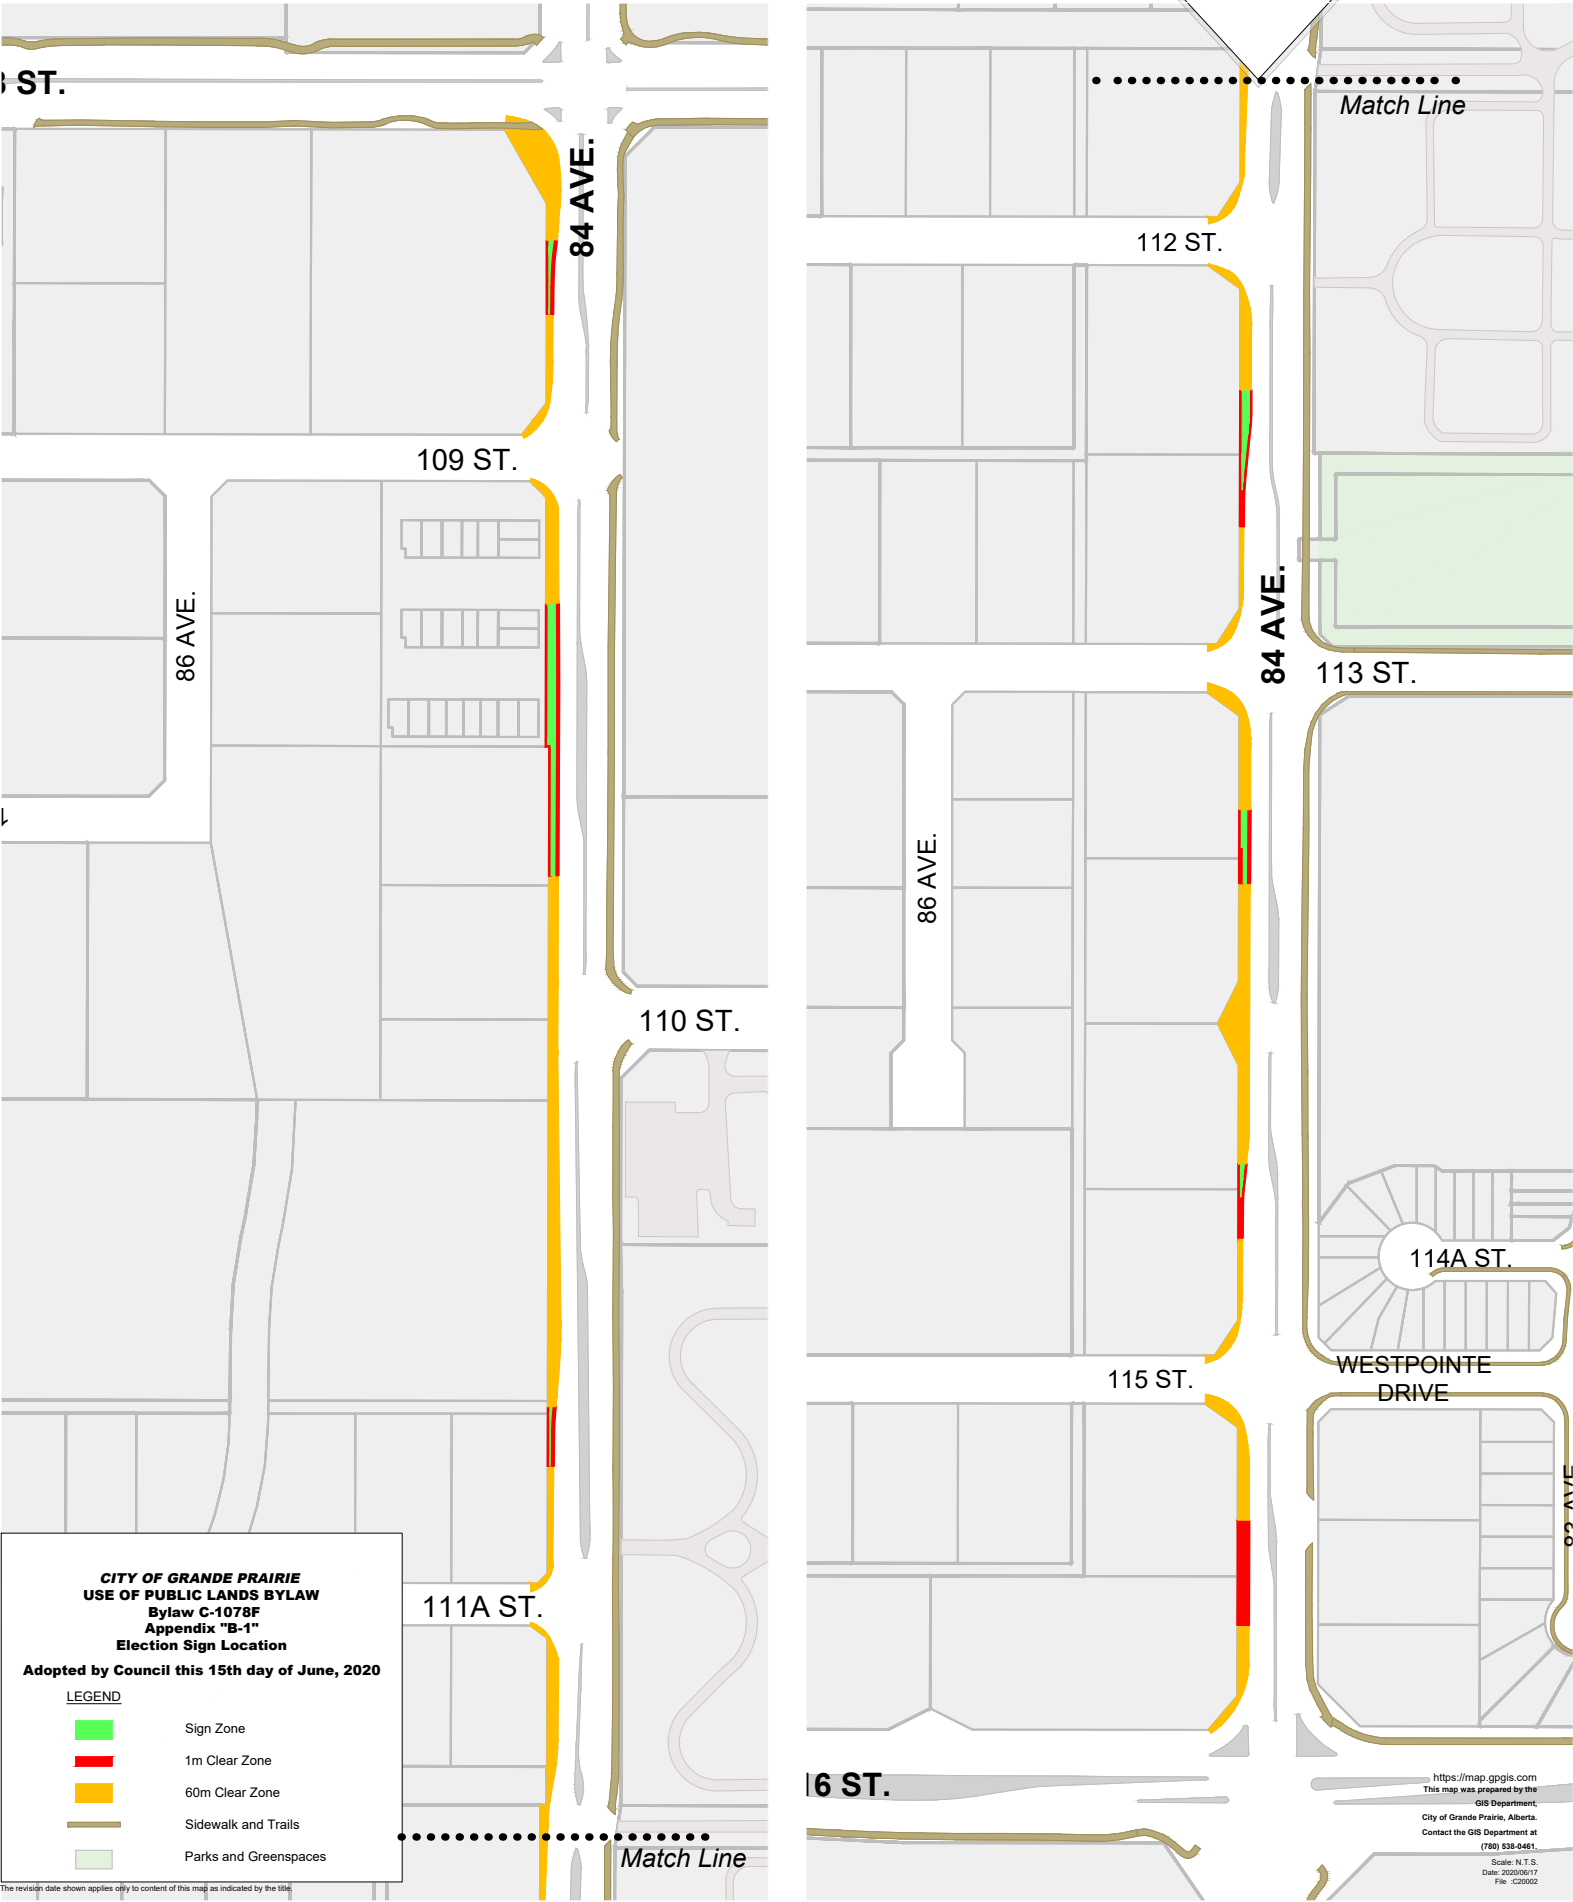 ST.
84 AVE.
109 ST.
86 AVE.
110 ST.
111A ST.
Match Line
CITY OF GRANDE PRAIRIE
USE OF PUBLIC LANDS BYLAW
Bylaw C-1078F
Appendix "B-1"
Election Sign Location
Adopted by Council this 15th day of June, 2020
LEGEND
Sign Zone
1m Clear Zone
60m Clear Zone
Sidewalk and Trails
Parks and Greenspaces
The revision date shown applies only to content of this map as indicated by the title.
Match Line
112 ST.
84 AVE.
113 ST.
86 AVE.
114A ST.
WESTPOINTE
DRIVE
115 ST.
16 ST.
https://map.gpgis.com
This map was prepared by the
GIS Department,
City of Grande Prairie, Alberta.
Contact the GIS Department at
(780) 538-0461.
Scale: N.T.S.
Date: 2020/06/17
File :C20002